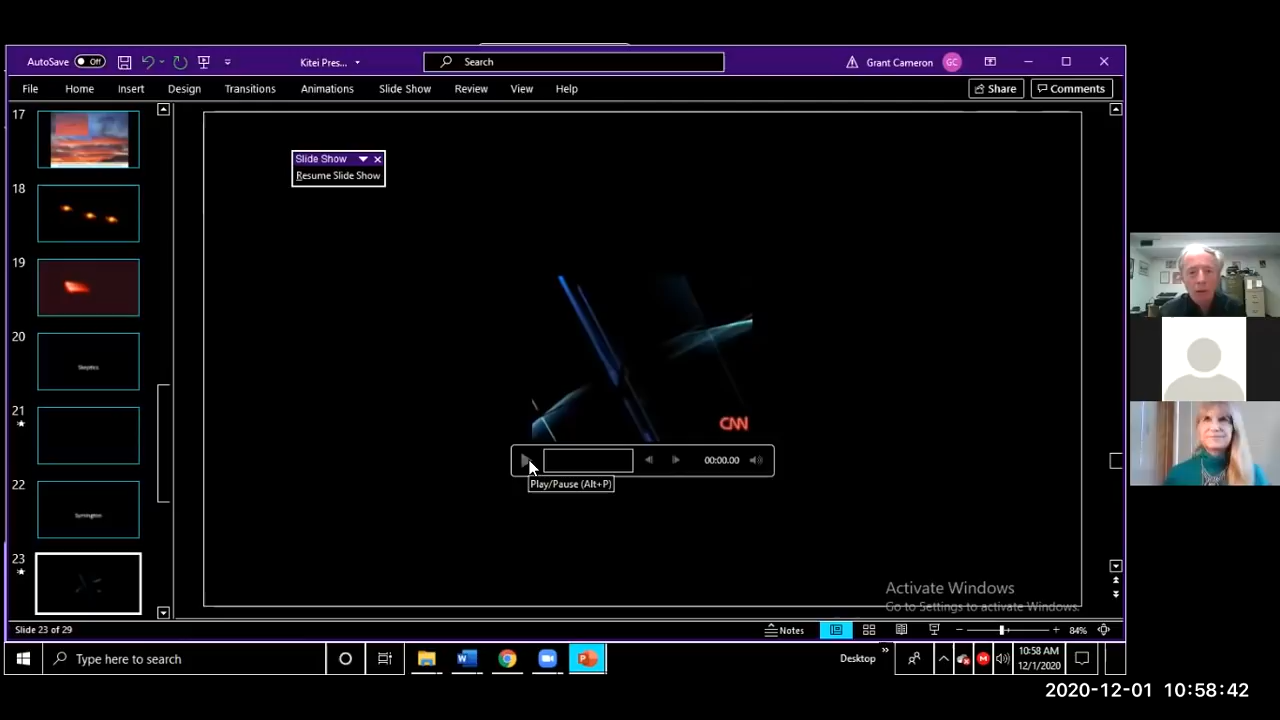 AutoSave Off Kitei Pres... Search Grant Cameron GC
File Home Insert Design Transitions Animations Slide Show Review View Help Share Comments
17
18
19
20
Skeptics
21
22
Symington
23
Slide Show
Resume Slide Show
CNN
00:00.00
Play/Pause (Alt+P)
Activate Windows
Go to Settings to activate Windows.
Slide 23 of 29 Notes 84%
Type here to search Desktop 10:58 AM
12/1/2020
2020-12-01 10:58:42